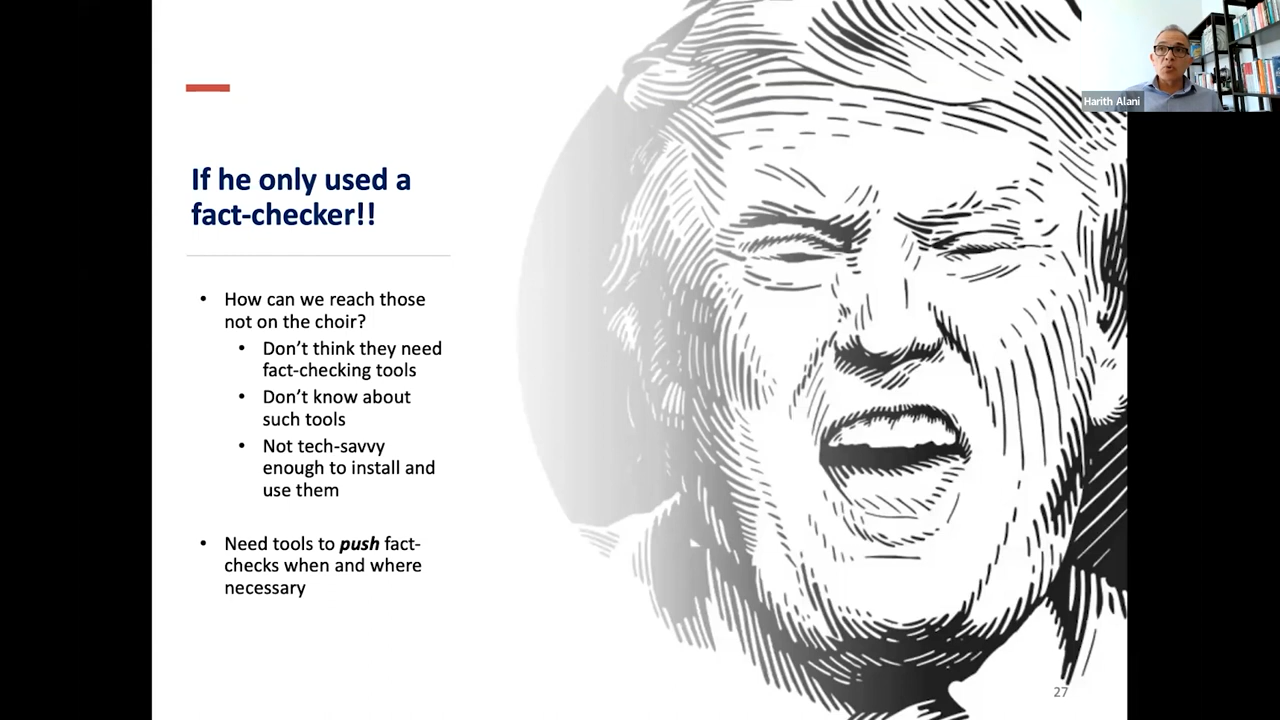 Harith Alani
If he only used a
fact-checker!!
• How can we reach those
not on the choir?
• Don't think they need
fact-checking tools
• Don't know about
such tools
• Not tech-savvy
enough to install and
use them
• Need tools to push fact-
checks when and where
necessary
27